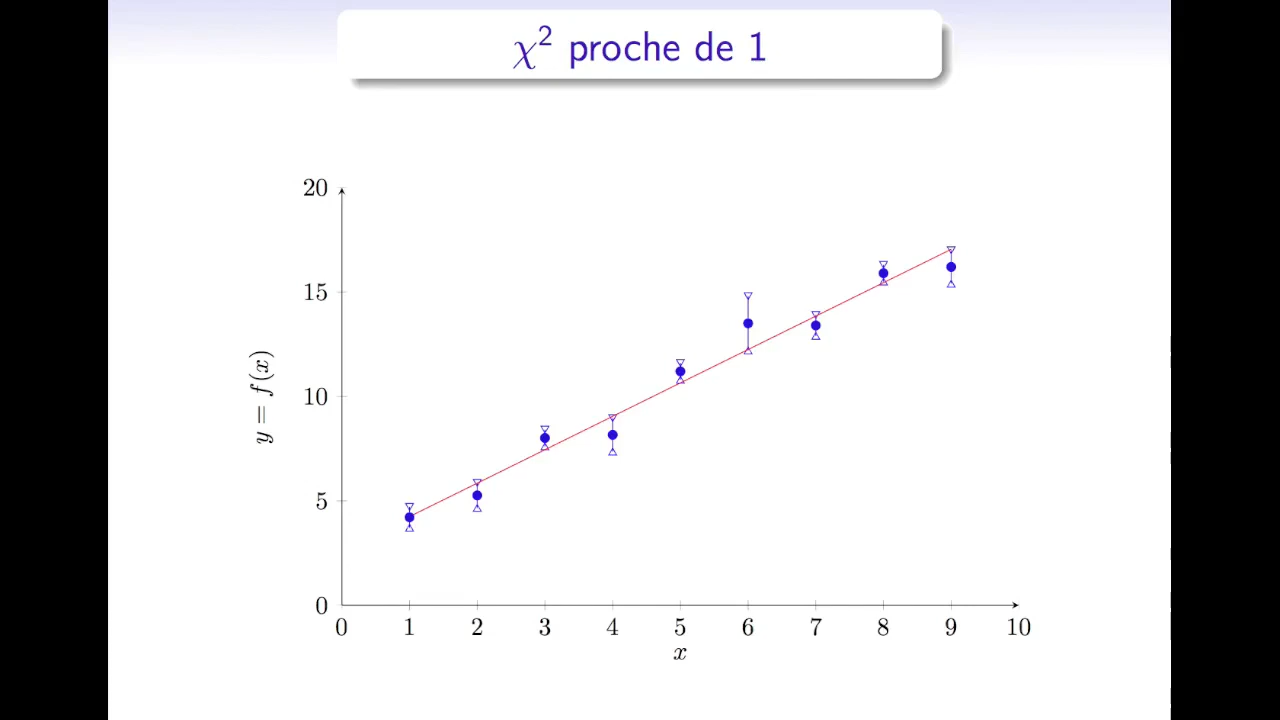 χ² proche de 1
20
15
10
5
0
y = f(x)
0 1 2 3 4 5 6 7 8 9 10
x